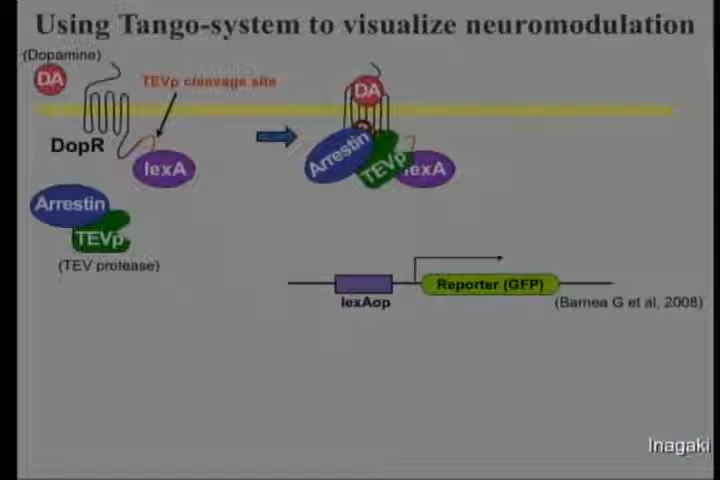 Using Tango-system to visualize neuromodulation
(Dopamine)
DA
TEVp cleavage site
DA
DopR
lexA
Arrestin
TEVp
lexA
Arrestin
TEVp
(TEV protease)
Reporter (GFP)
lexAop
(Barnea G et al, 2008)
Inagaki